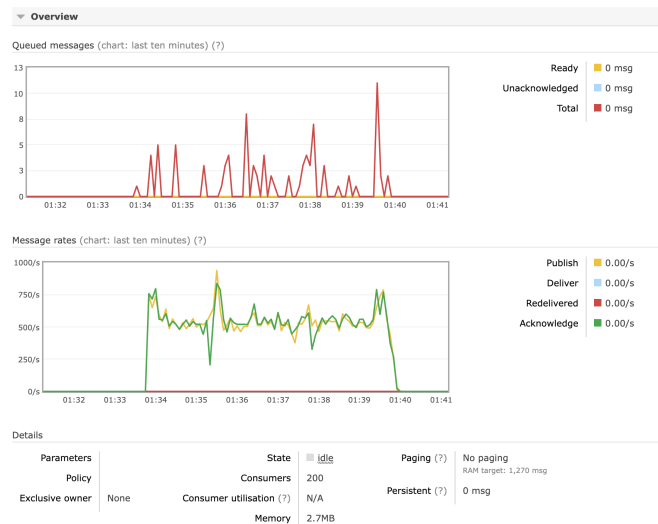 Overview
Queued messages (chart: last ten minutes) (?)
13
10
8
5
3
0
01:32 01:33 01:34 01:35 01:36 01:37 01:38 01:39 01:40 01:41
Ready 0 msg
Unacknowledged 0 msg
Total 0 msg
Message rates (chart: last ten minutes) (?)
1000/s
750/s
500/s
250/s
0/s
01:32 01:33 01:34 01:35 01:36 01:37 01:38 01:39 01:40 01:41
Publish 0.00/s
Deliver 0.00/s
Redelivered 0.00/s
Acknowledge 0.00/s
Details
Parameters
Policy
Exclusive owner None
State idle
Consumers 200
Consumer utilisation (?) N/A
Memory 2.7MB
Paging (?) No paging
RAM target: 1,270 msg
Persistent (?) 0 msg